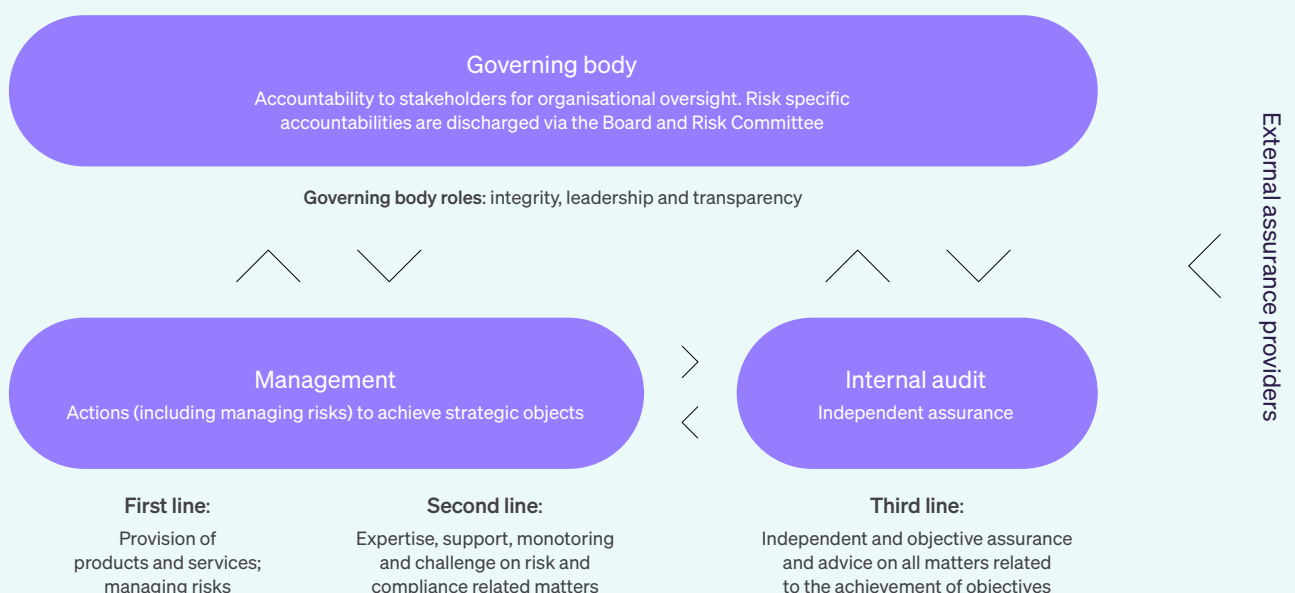 Governing body
Accountability to stakeholders for organisational oversight. Risk specific
accountabilities are discharged via the Board and Risk Committee
Governing body roles: integrity, leadership and transparency
External assurance providers
Management
Actions (including managing risks) to achieve strategic objects
Internal audit
Independent assurance
First line:
Provision of
products and services;
managing risks
Second line:
Expertise, support, monotoring
and challenge on risk and
compliance related matters
Third line:
Independent and objective assurance
and advice on all matters related
to the achievement of objectives